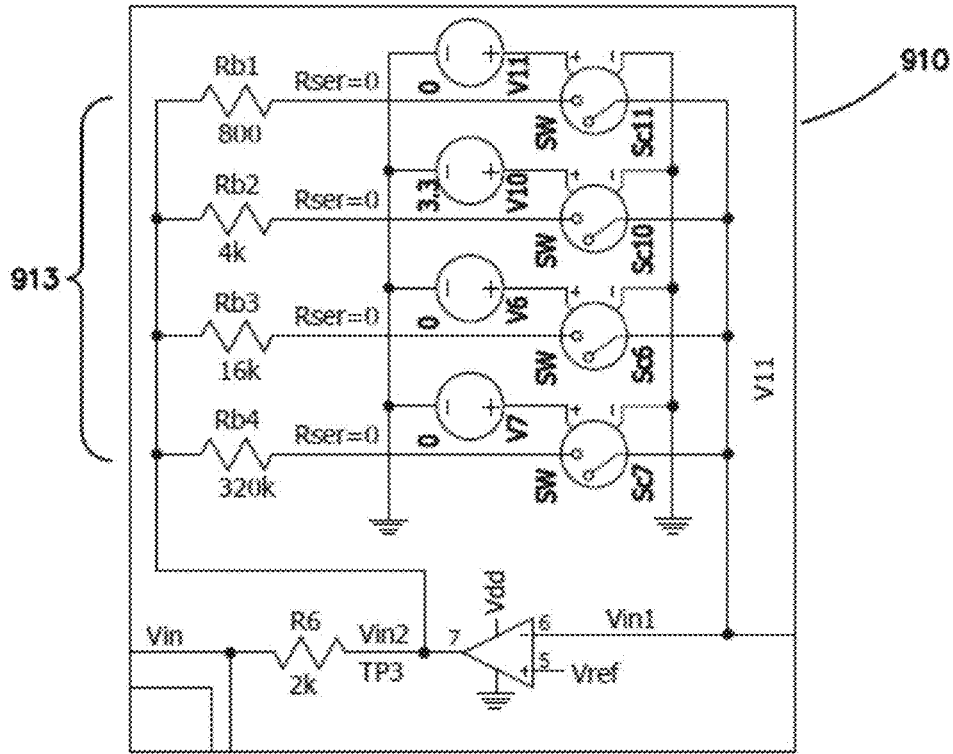 910
913
Rb1
800
Rser=0
0
V11
SW
Sc11
Rb2
4k
Rser=0
3.3
V10
SW
Sc10
Rb3
16k
Rser=0
0
V6
SW
Sc6
Rb4
320k
Rser=0
0
V7
SW
Sc7
V11
Vin
R6
2k
Vin2
TP3
7
Vdd
6
5
Vin1
Vref